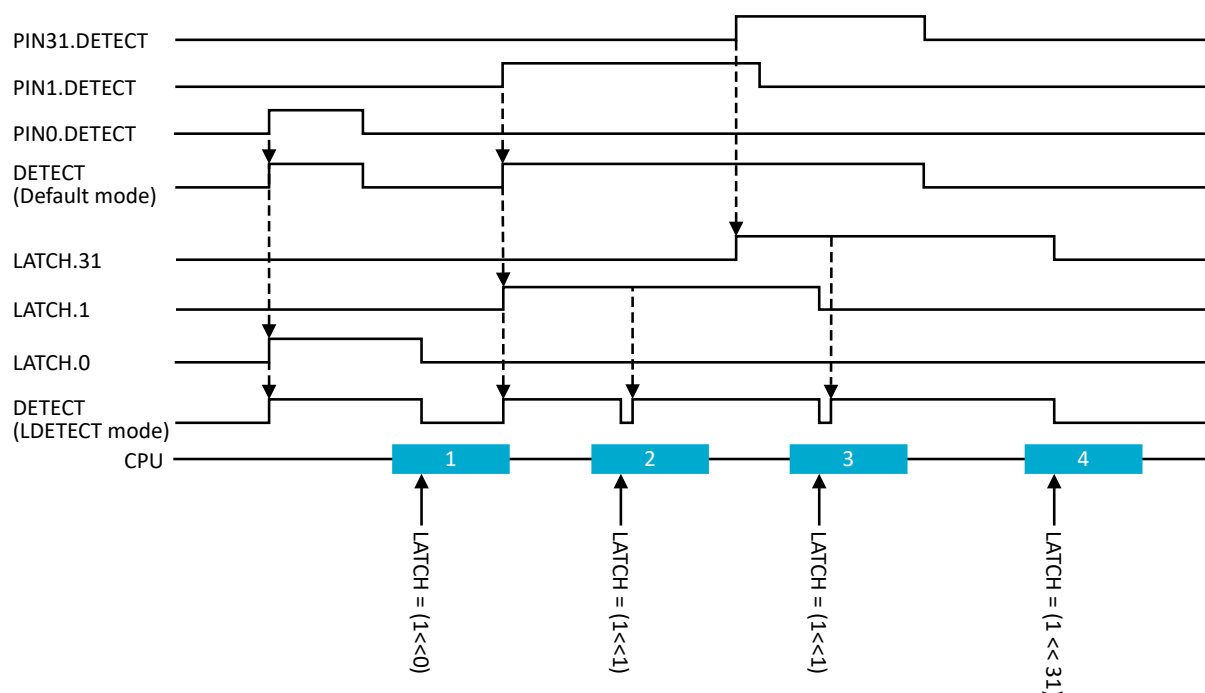 PIN31.DETECT
PIN1.DETECT
PIN0.DETECT
DETECT
(Default mode)
LATCH.31
LATCH.1
LATCH.0
DETECT
(LDETECT mode)
CPU
1
2
3
4
LATCH = (1<<0)
LATCH = (1<<1)
LATCH = (1<<1)
LATCH = (1 << 31)